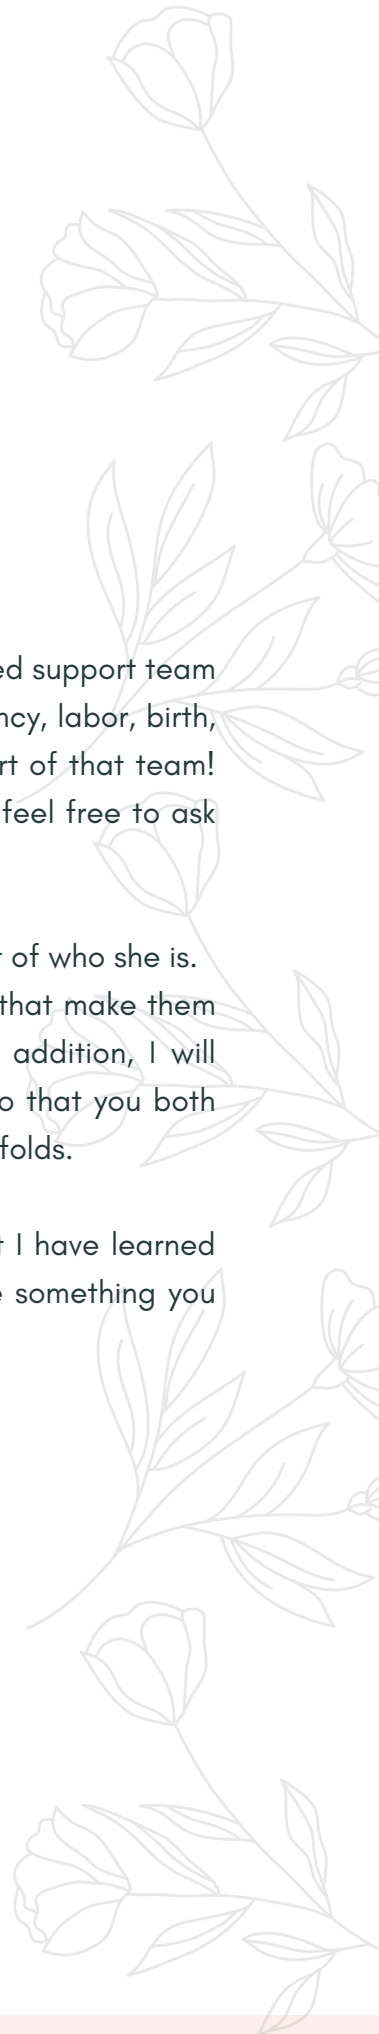 ed support team
ncy, labor, birth,
rt of that team!
feel free to ask
of who she is.
that make them
addition, I will
o that you both
folds.
I have learned
e something you